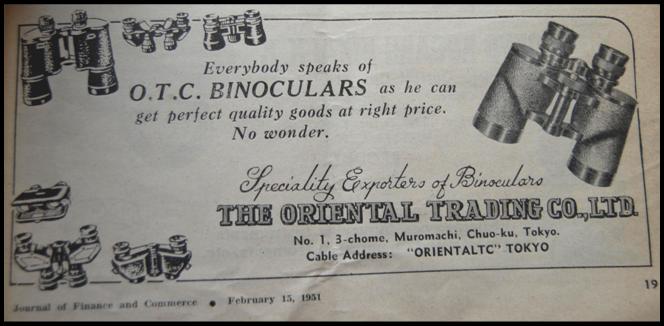 Everybody speaks of
O.T.C. BINOCULARS as he can
get perfect quality goods at right price.
No wonder.
Speciality Exporters of Binoculars
THE ORIENTAL TRADING CO., LTD.
No. 1, 3-chome, Muromachi, Chuo-ku, Tokyo.
Cable Address: "ORIENTALTC" TOKYO
19
Journal of Finance and Commerce • February 15, 1951